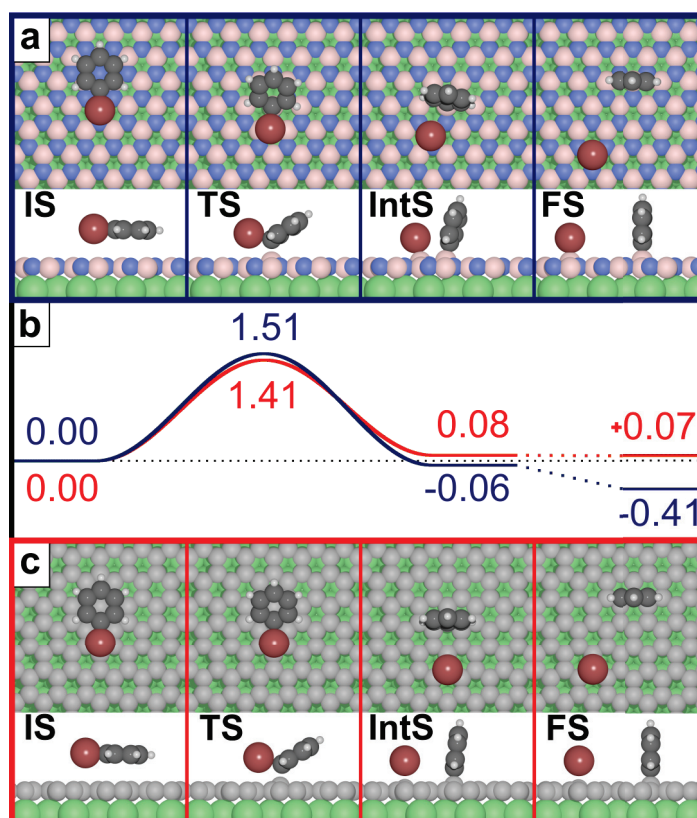 a
IS TS IntS FS
b
1.51
0.00 1.41 0.08 +0.07
0.00 -0.06 -0.41
c
IS TS IntS FS